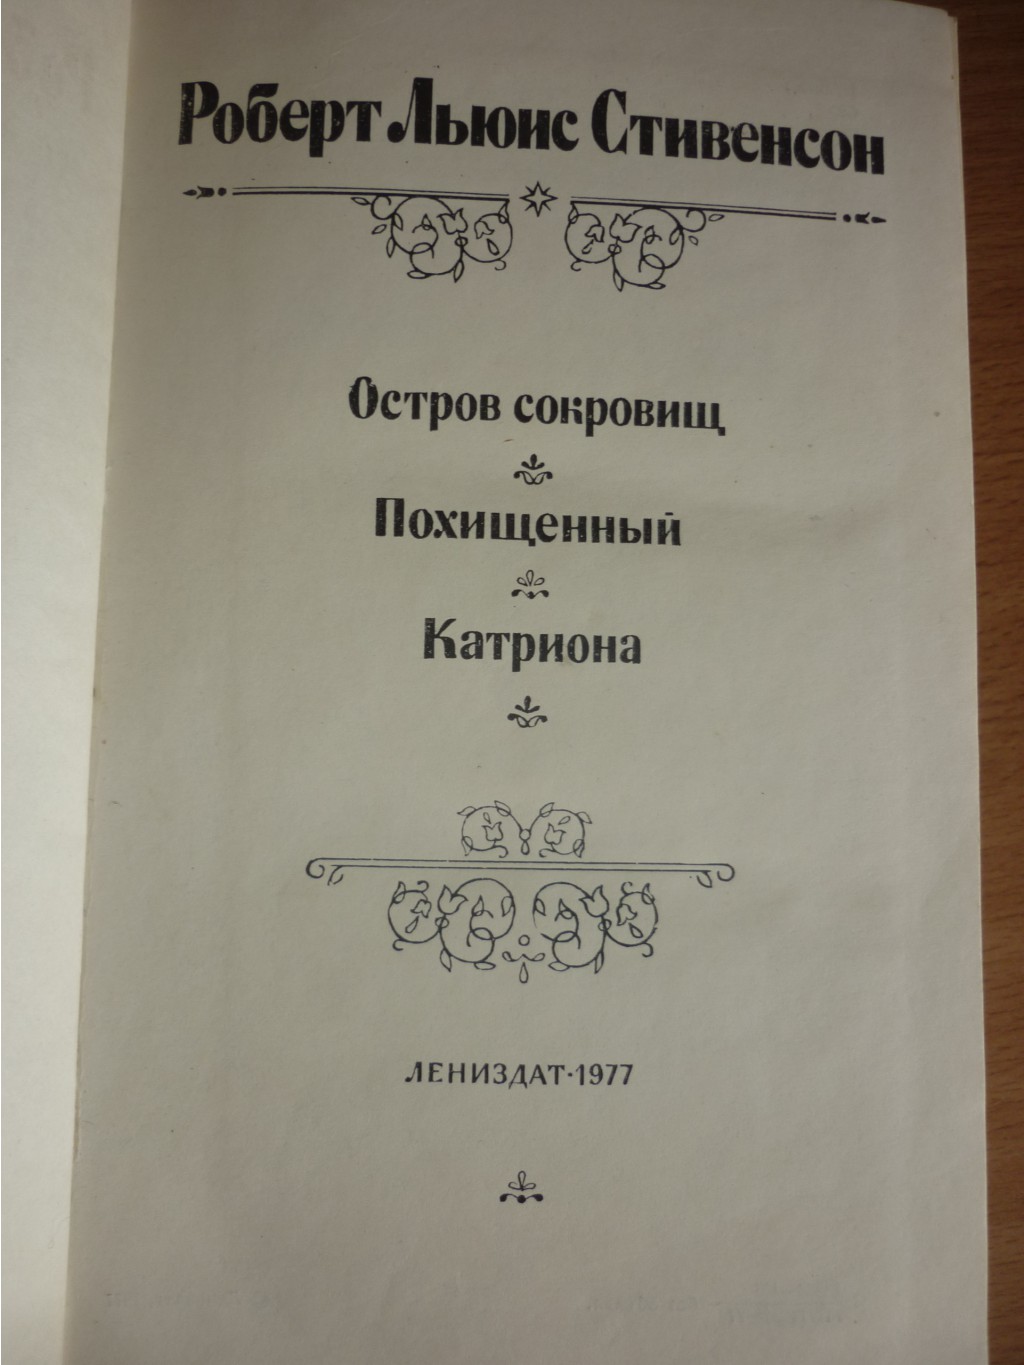 Роберт Льюис Стивенсон
Остров сокровищ
Похищенный
Катриона
ЛЕНИЗДАТ·1977